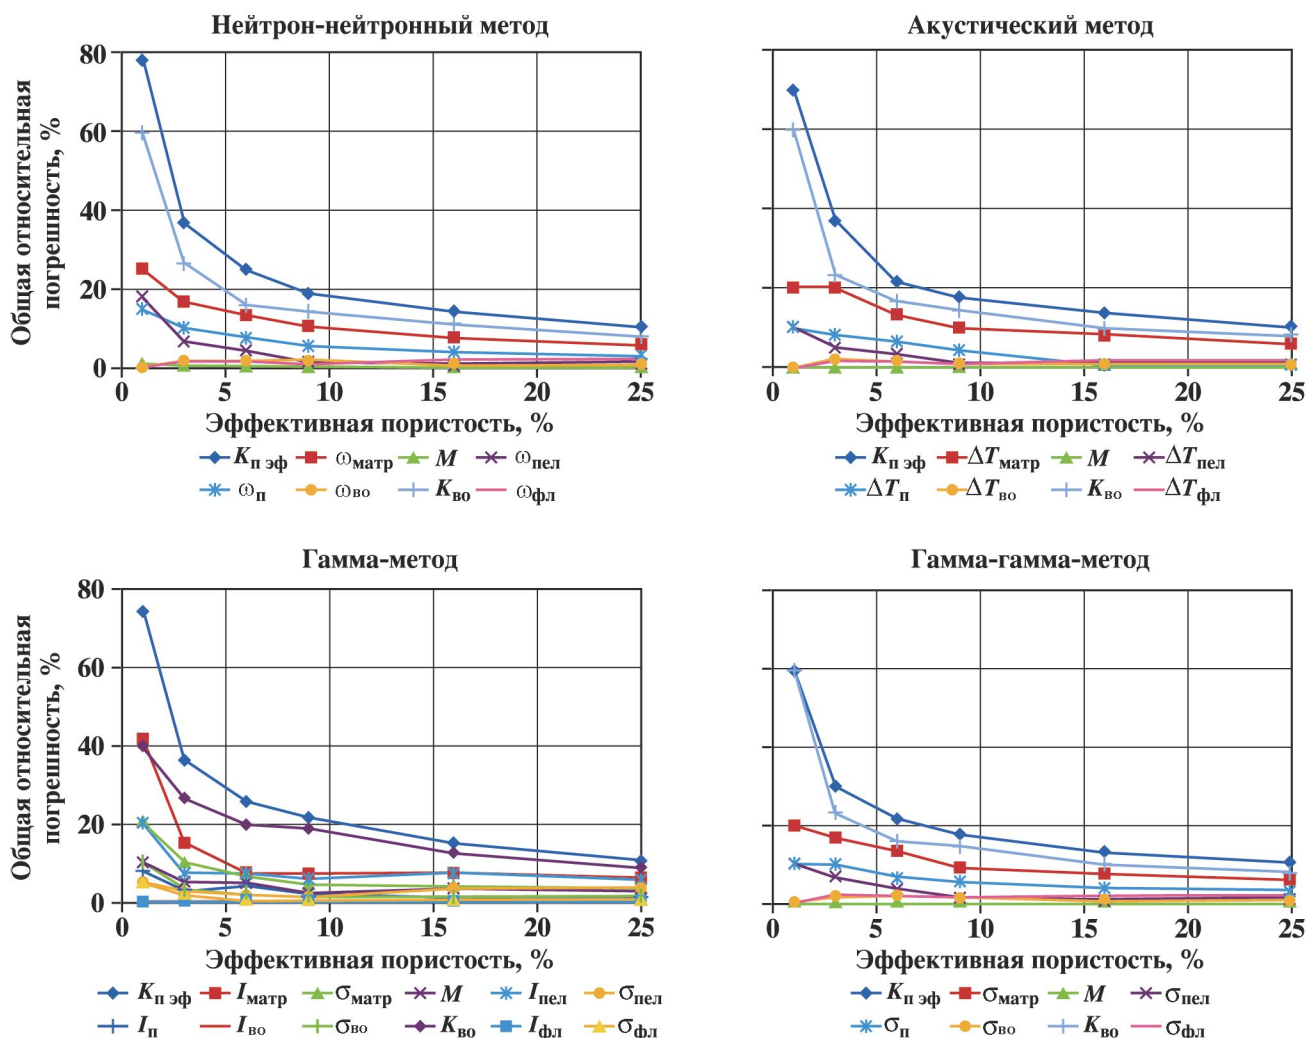 Нейтрон-нейтронный метод
Общая относительная
погрешность, %
80
60
40
20
0
0 5 10 15 20 25
Эффективная пористость, %
Kп эф ωматр M ωпел
ωп ωво Kво ωфл
Акустический метод
0 5 10 15 20 25
Эффективная пористость, %
Kп эф ΔTматр M ΔTпел
ΔTп ΔTво Kво ΔTфл
Гамма-метод
Общая относительная
погрешность, %
80
60
40
20
0
0 5 10 15 20 25
Эффективная пористость, %
Kп эф Iматр σматр M Iпел σпел
Iп Iво σво Kво Iфл σфл
Гамма-гамма-метод
0 5 10 15 20 25
Эффективная пористость, %
Kп эф σматр M σпел
σп σво Kво σфл